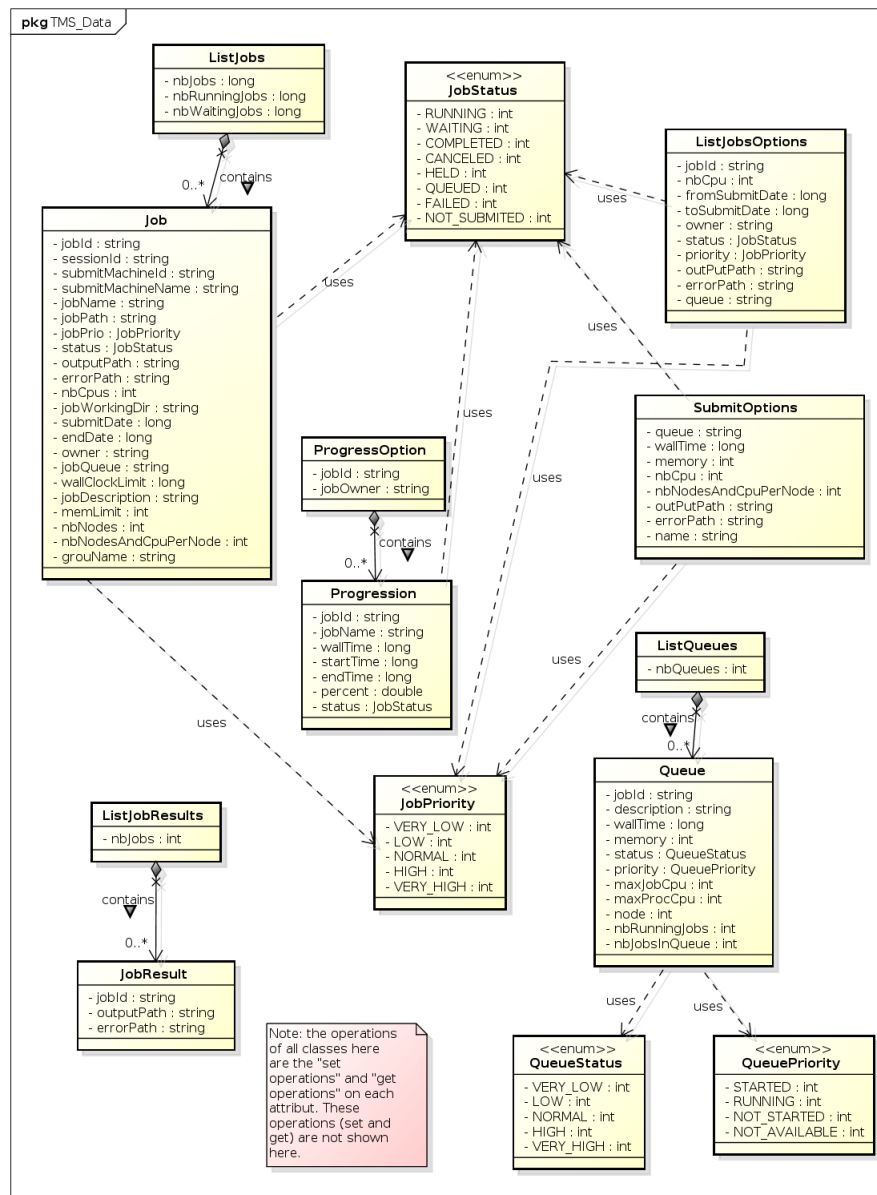 pkg TMS_Data
ListJobs
- nbJobs : long
- nbRunningJobs : long
- nbWaitingJobs : long
0..*
contains
Job
- jobId : string
- sessionId : string
- submitMachineId : string
- submitMachineName : string
- jobName : string
- jobPath : string
- jobPrio : JobPriority
- status : JobStatus
- outputPath : string
- errorPath : string
- nbCpus : int
- jobWorkingDir : string
- submitDate : long
- endDate : long
- owner : string
- jobQueue : string
- wallClockLimit : long
- jobDescription : string
- memLimit : int
- nbNodes : int
- nbNodesAndCpuPerNode : int
- grouName : string
<<enum>>
JobStatus
- RUNNING : int
- WAITING : int
- COMPLETED : int
- CANCELED : int
- HELD : int
- QUEUED : int
- FAILED : int
- NOT_SUBMITED : int
ListJobsOptions
- jobId : string
- nbCpu : int
- fromSubmitDate : long
- toSubmitDate : long
- owner : string
- status : JobStatus
- priority : JobPriority
- outPutPath : string
- errorPath : string
- queue : string
uses
uses
uses
uses
uses
uses
uses
SubmitOptions
- queue : string
- wallTime : long
- memory : int
- nbCpu : int
- nbNodesAndCpuPerNode : int
- outPutPath : string
- errorPath : string
- name : string
ProgressOption
- jobId : string
- jobOwner : string
contains
0..*
Progression
- jobId : string
- jobName : string
- wallTime : long
- startTime : long
- endTime : long
- percent : double
- status : JobStatus
ListQueues
- nbQueues : int
contains
0..*
Queue
- jobId : string
- description : string
- wallTime : long
- memory : int
- status : QueueStatus
- priority : QueuePriority
- maxJobCpu : int
- maxProcCpu : int
- node : int
- nbRunningJobs : int
- nbJobsInQueue : int
<<enum>>
JobPriority
- VERY_LOW : int
- LOW : int
- NORMAL : int
- HIGH : int
- VERY_HIGH : int
ListJobResults
- nbJobs : int
contains
0..*
JobResult
- jobId : string
- outputPath : string
- errorPath : string
Note: the operations
of all classes here
are the "set
operations" and "get
operations" on each
attribut. These
operations (set and
get) are not shown
here.
uses
uses
<<enum>>
QueueStatus
- VERY_LOW : int
- LOW : int
- NORMAL : int
- HIGH : int
- VERY_HIGH : int
<<enum>>
QueuePriority
- STARTED : int
- RUNNING : int
- NOT_STARTED : int
- NOT_AVAILABLE : int